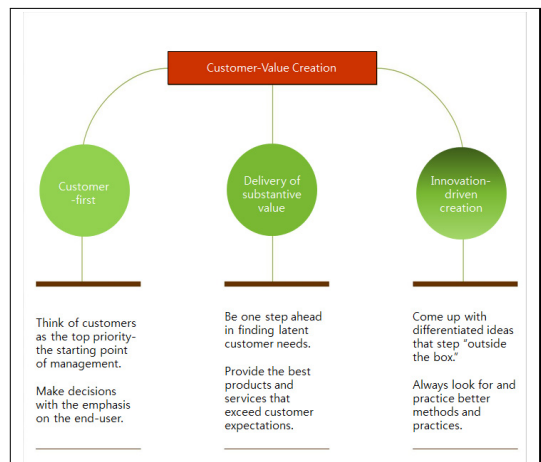 Customer-Value Creation
Customer
-first
Delivery of
substantive
value
Innovation-
driven
creation
Think of customers
as the top priority-
the starting point
of management.
Make decisions
with the emphasis
on the end-user.
Be one step ahead
in finding latent
customer needs.
Provide the best
products and
services that
exceed customer
expectations.
Come up with
differentiated ideas
that step “outside
the box.”
Always look for and
practice better
methods and
practices.